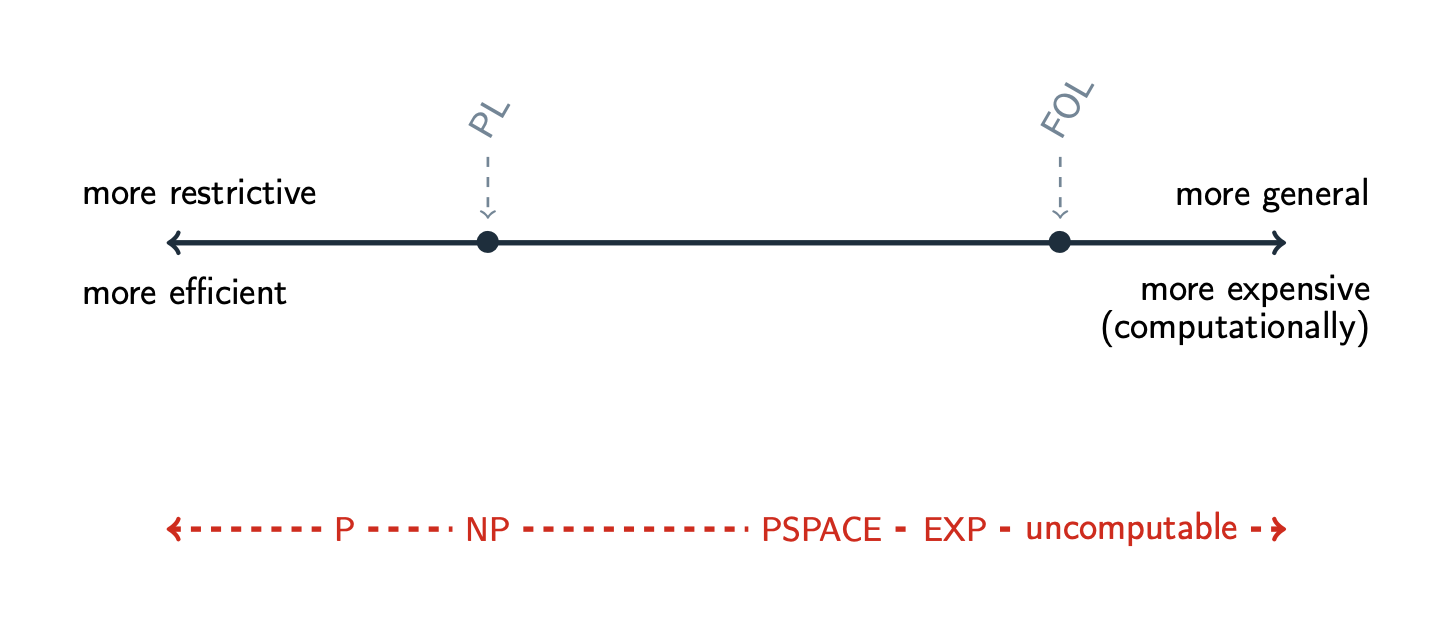 PL
FOL
more restrictive
more general
more efficient
more expensive
(computationally)
P
NP
PSPACE
EXP
uncomputable